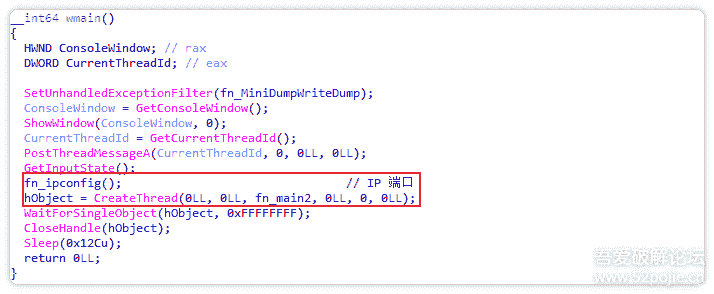 __int64 wmain()
{
HWND ConsoleWindow; // rax
DWORD CurrentThreadId; // eax
SetUnhandledExceptionFilter(fn_MiniDumpWriteDump);
ConsoleWindow = GetConsoleWindow();
ShowWindow(ConsoleWindow, 0);
CurrentThreadId = GetCurrentThreadId();
PostThreadMessageA(CurrentThreadId, 0, 0LL, 0LL);
GetInputState();
fn_ipconfig(); // IP 端口
hObject = CreateThread(0LL, 0LL, fn_main2, 0LL, 0, 0LL);
WaitForSingleObject(hObject, 0xFFFFFFFF);
CloseHandle(hObject);
Sleep(0x12Cu);
return 0LL;
}
吾爱破解论坛
www.52pojie.cn